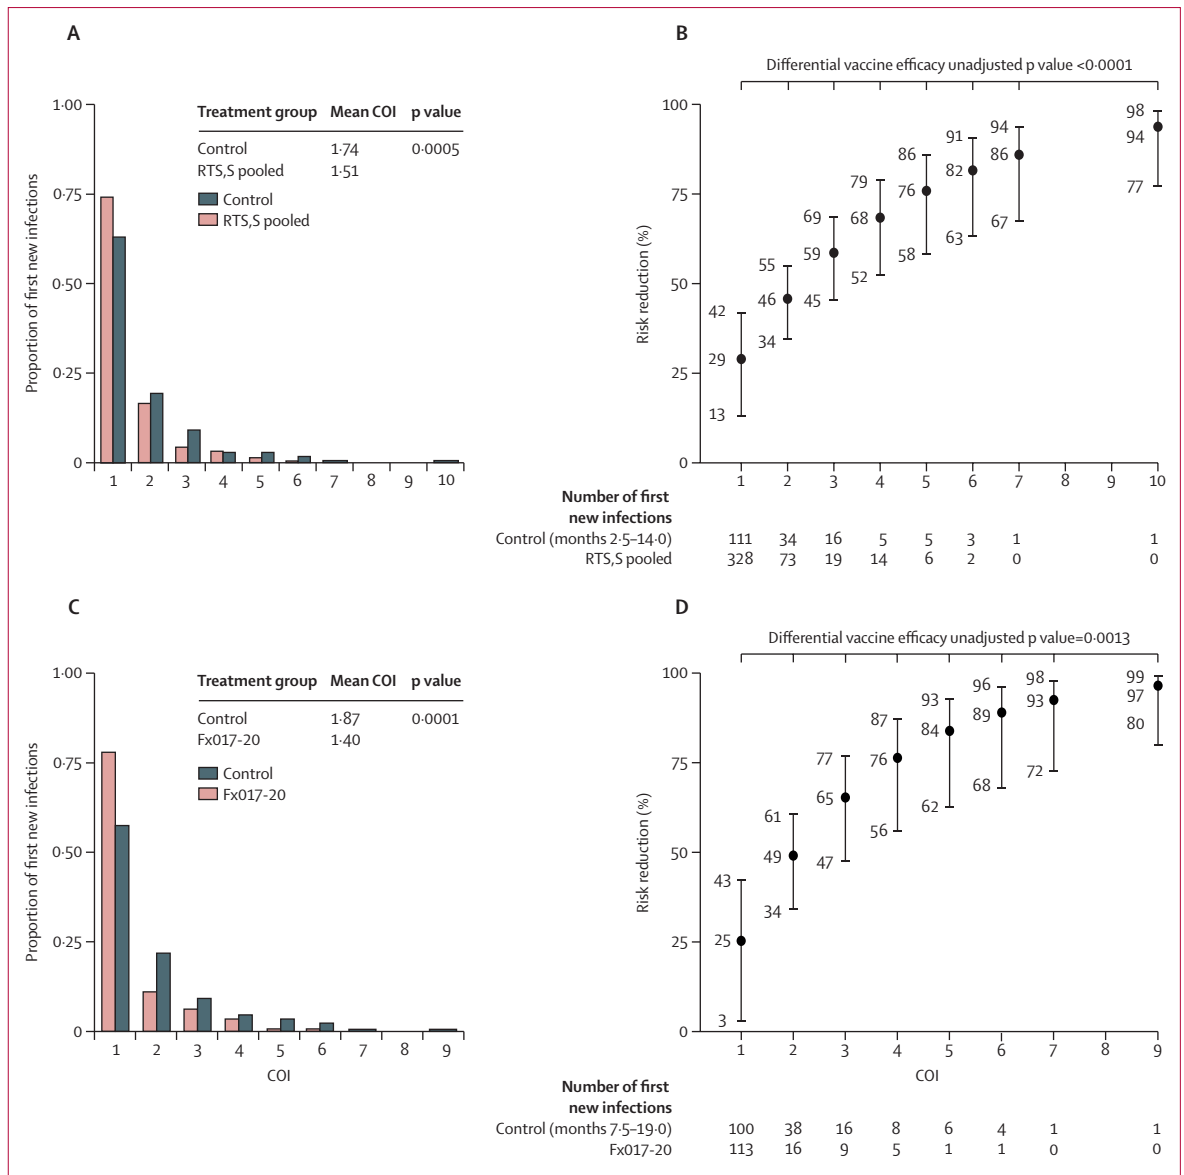 A
Treatment group Mean COI p value
Control 1·74 0·0005
RTS,S pooled 1·51
Control
RTS,S pooled
Proportion of first new infections
1·00
0·75
0·50
0·25
0
1 2 3 4 5 6 7 8 9 10
B
Differential vaccine efficacy unadjusted p value <0·0001
Risk reduction (%)
100
75
50
25
0
42
29
13
55
46
34
69
59
45
79
68
52
86
76
58
91
82
63
94
86
67
98
94
77
1 2 3 4 5 6 7 8 9 10
Number of first
new infections
Control (months 2·5–14·0) 111 34 16 5 5 3 1 1
RTS,S pooled 328 73 19 14 6 2 0 0
C
Treatment group Mean COI p value
Control 1·87 0·0001
Fx017-20 1·40
Control
Fx017-20
Proportion of first new infections
1·00
0·75
0·50
0·25
0
1 2 3 4 5 6 7 8 9
COI
D
Differential vaccine efficacy unadjusted p value=0·0013
Risk reduction (%)
100
75
50
25
0
43
25
3
61
49
34
77
65
47
87
76
56
93
84
62
96
89
68
98
93
72
99
97
80
1 2 3 4 5 6 7 8 9
COI
Number of first
new infections
Control (months 7·5–19·0) 100 38 16 8 6 4 1 1
Fx017-20 113 16 9 5 1 1 0 0